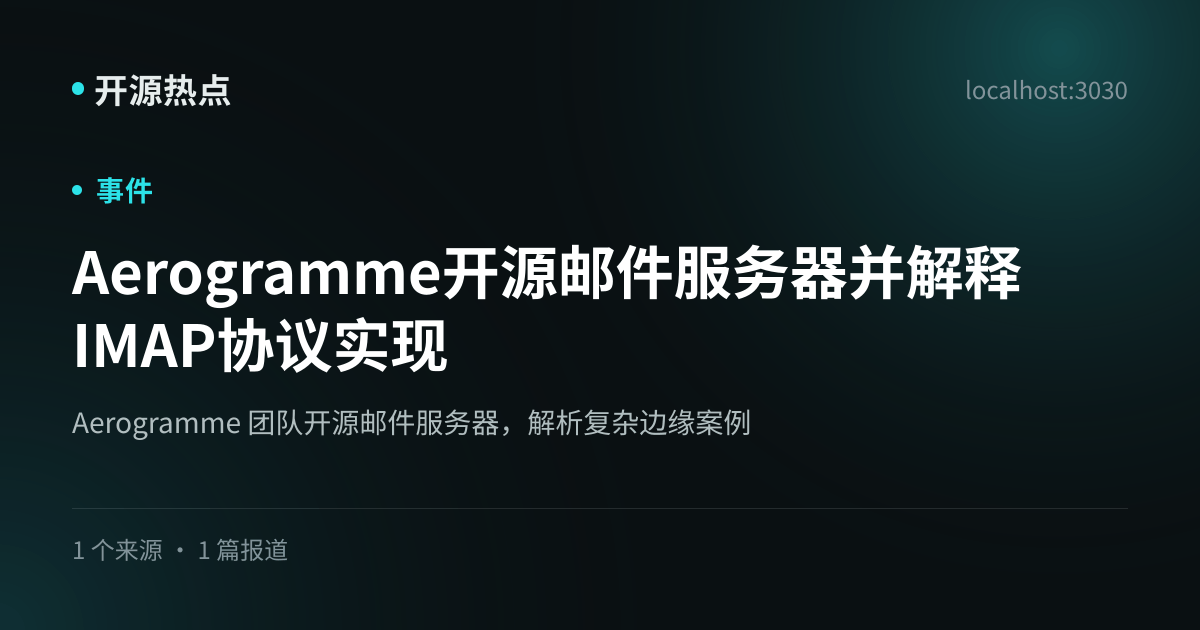 开源热点
localhost:3030
事件
Aerogramme开源邮件服务器并解释
IMAP协议实现
Aerogramme 团队开源邮件服务器，解析复杂边缘案例
1 个来源 · 1 篇报道